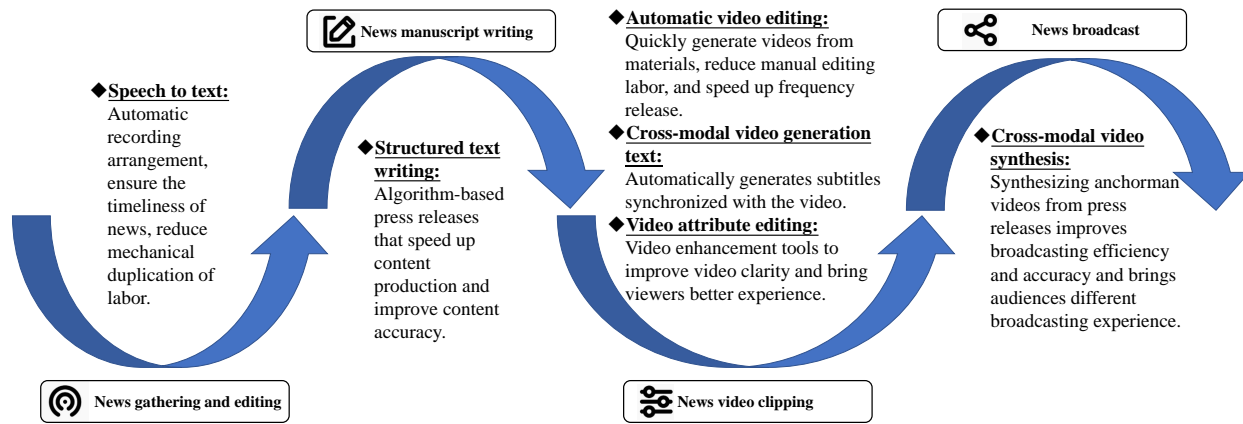 ◆Speech to text:
Automatic
recording
arrangement,
ensure the
timeliness of
news, reduce
mechanical
duplication of
labor.
News gathering and editing
News manuscript writing
◆Structured text
writing:
Algorithm-based
press releases
that speed up
content
production and
improve content
accuracy.
◆Automatic video editing:
Quickly generate videos from
materials, reduce manual editing
labor, and speed up frequency
release.
◆Cross-modal video generation
text:
Automatically generates subtitles
synchronized with the video.
◆Video attribute editing:
Video enhancement tools to
improve video clarity and bring
viewers better experience.
News video clipping
News broadcast
◆Cross-modal video
synthesis:
Synthesizing anchorman
videos from press
releases improves
broadcasting efficiency
and accuracy and brings
audiences different
broadcasting experience.